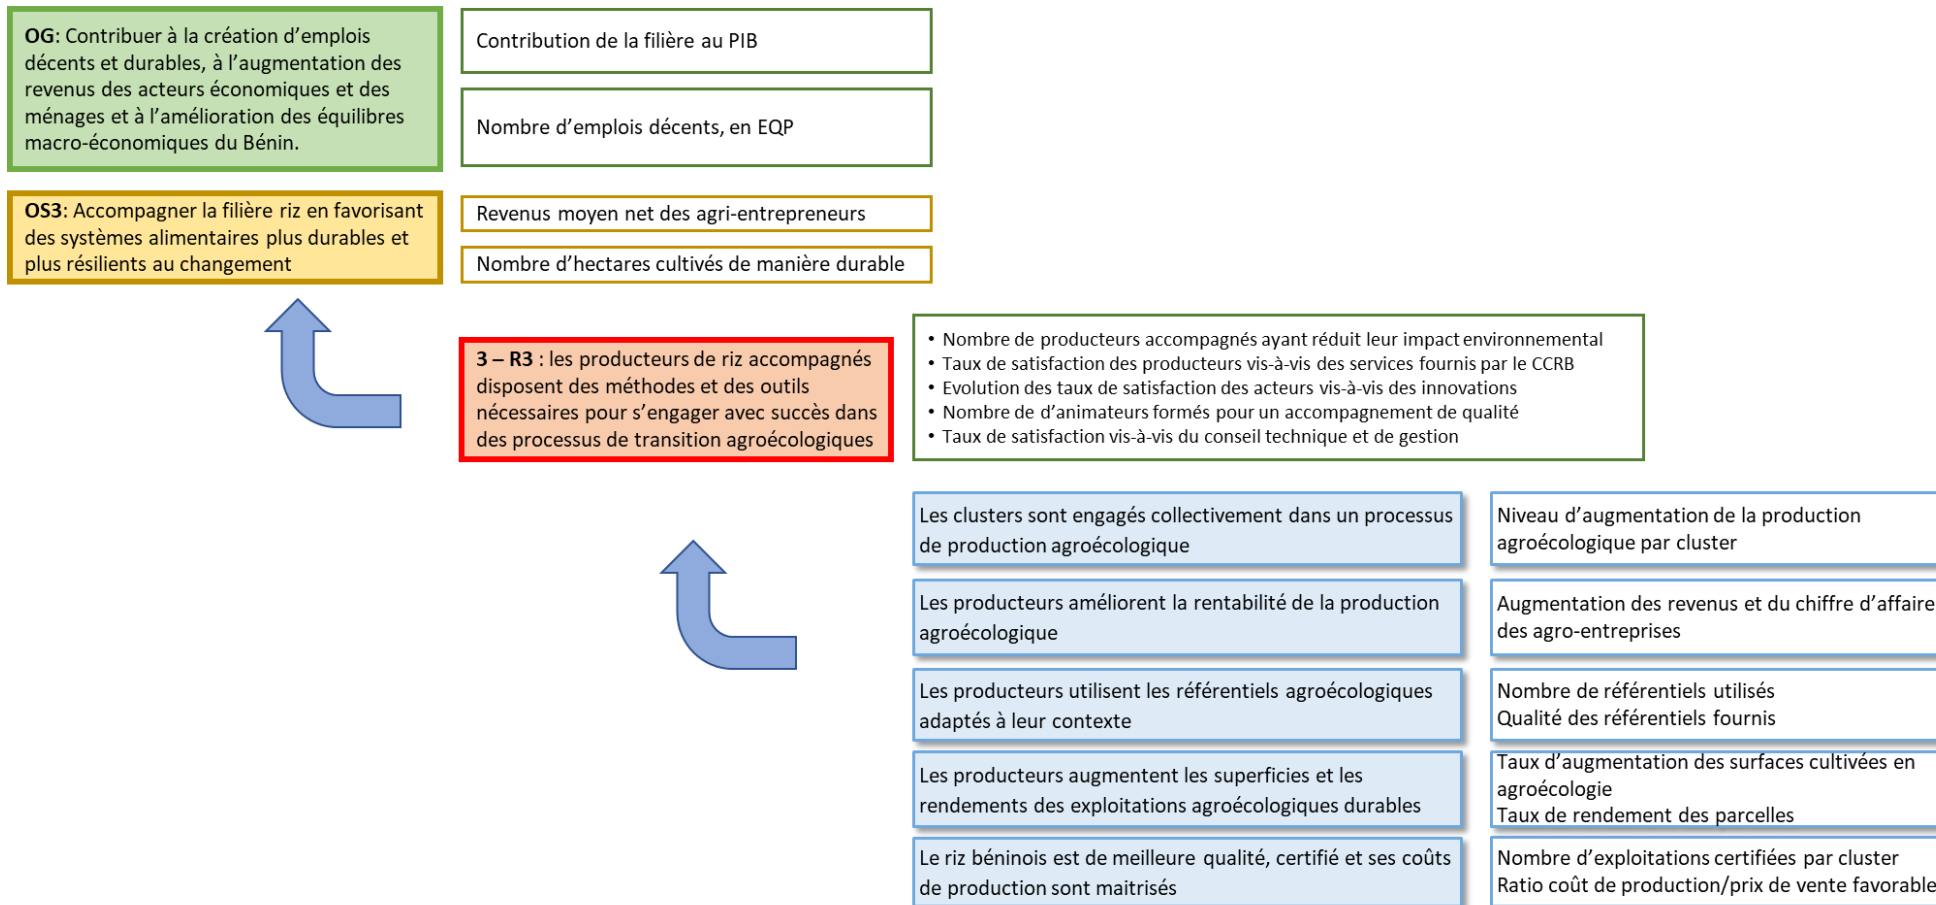 OG: Contribuer à la création d’emplois
décents et durables, à l’augmentation des
revenus des acteurs économiques et des
ménages et à l’amélioration des équilibres
macro-économiques du Bénin.
Contribution de la filière au PIB
Nombre d’emplois décents, en EQP
OS3: Accompagner la filière riz en favorisant
des systèmes alimentaires plus durables et
plus résilients au changement
Revenus moyen net des agri-entrepreneurs
Nombre d’hectares cultivés de manière durable
3 – R3 : les producteurs de riz accompagnés
disposent des méthodes et des outils
nécessaires pour s’engager avec succès dans
des processus de transition agroécologiques
• Nombre de producteurs accompagnés ayant réduit leur impact environnemental
• Taux de satisfaction des producteurs vis-à-vis des services fournis par le CCRB
• Evolution des taux de satisfaction des acteurs vis-à-vis des innovations
• Nombre de d’animateurs formés pour un accompagnement de qualité
• Taux de satisfaction vis-à-vis du conseil technique et de gestion
Les clusters sont engagés collectivement dans un processus
de production agroécologique
Niveau d’augmentation de la production
agroécologique par cluster
Les producteurs améliorent la rentabilité de la production
agroécologique
Augmentation des revenus et du chiffre d’affaire
des agro-entreprises
Les producteurs utilisent les référentiels agroécologiques
adaptés à leur contexte
Nombre de référentiels utilisés
Qualité des référentiels fournis
Les producteurs augmentent les superficies et les
rendements des exploitations agroécologiques durables
Taux d’augmentation des surfaces cultivées en
agroécologie
Taux de rendement des parcelles
Le riz béninois est de meilleure qualité, certifié et ses coûts
de production sont maitrisés
Nombre d’exploitations certifiées par cluster
Ratio coût de production/prix de vente favorable